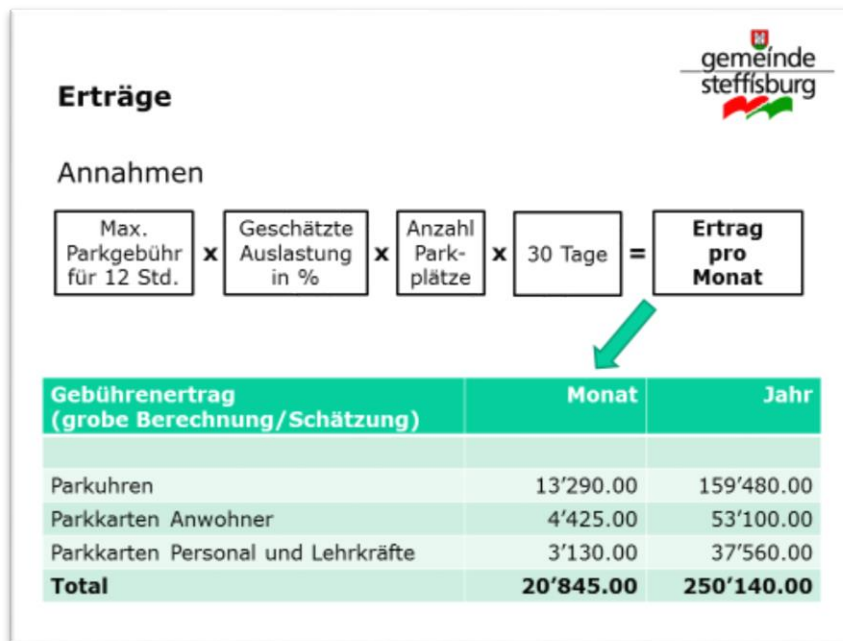 gemeinde
steffisburg
Erträge
Annahmen
Max.
Parkgebühr
für 12 Std.
x
Geschätzte
Auslastung
in %
x
Anzahl
Park-
plätze
x
30 Tage
=
Ertrag
pro
Monat
Gebührenertrag
(grobe Berechnung/Schätzung) Monat Jahr
Parkuhren 13’290.00 159’480.00
Parkkarten Anwohner 4’425.00 53’100.00
Parkkarten Personal und Lehrkräfte 3’130.00 37’560.00
Total 20’845.00 250’140.00